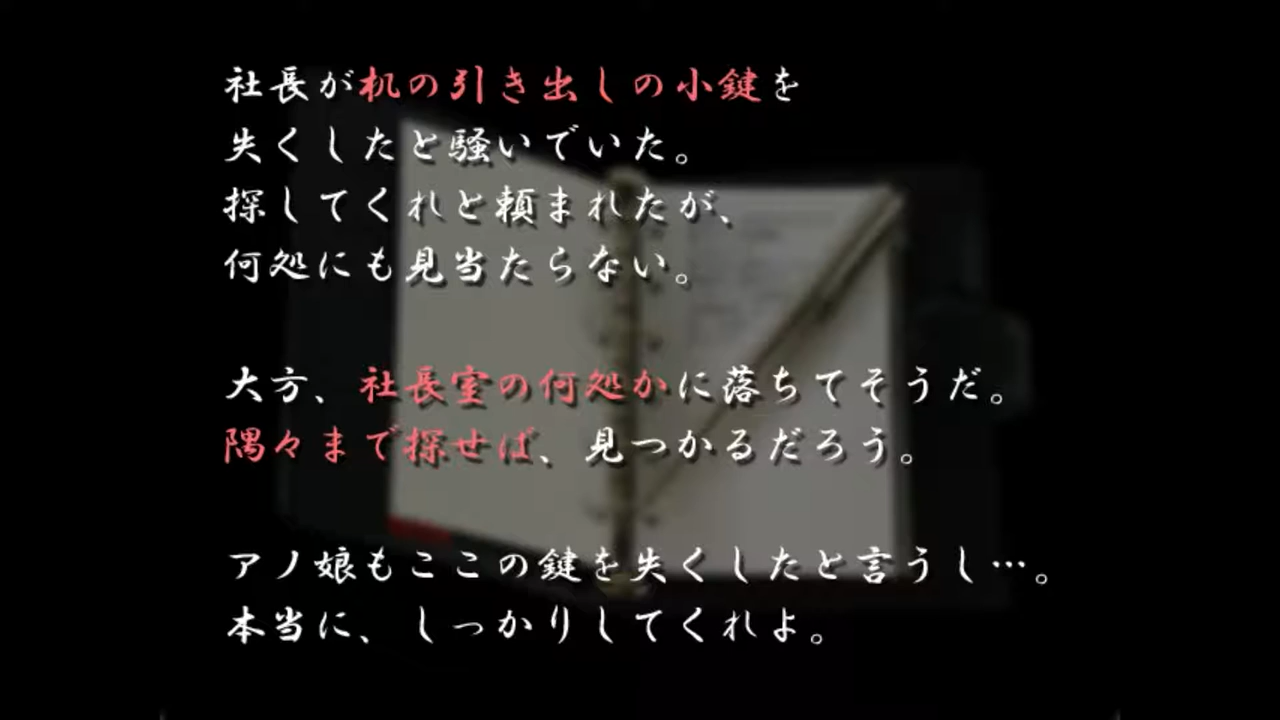 社長が机の引き出しの小鍵を
失くしたと騒いでいた。
探してくれと頼まれたが、
何処にも見当たらない。
大方、社長室の何処かに落ちてそうだ。
隅々まで探せば、見つかるだろう。
アノ娘もここの鍵を失くしたと言うし…。
本当に、しっかりしてくれよ。